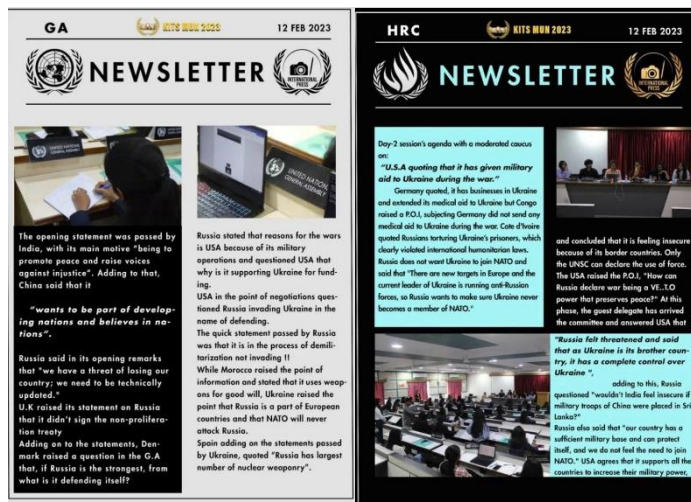 GA
KITS MUN 2023
12 FEB 2023
NEWSLETTER
INTERNATIONAL
PRESS
UNITED NATIONS
GENERAL ASSEMBLY
The opening statement was passed by
India, with its main motive "being to
promote peace and raise voices
against injustice". Adding to that,
China said that it
"wants to be part of develop-
ing nations and believes in na-
tions".
Russia said in its opening remarks
that "we have a threat of losing our
country; we need to be technically
updated."
U.K raised its statement on Russia
that it didn't sign the non-prolifera-
tion treaty
Adding on to the statements, Den-
mark raised a question in the G.A
that, if Russia is the strongest, from
what is it defending itself?
Russia stated that reasons for the wars
is USA because of its military
operations and questioned USA that
why is it supporting Ukraine for fund-
ing.
USA in the point of negotiations ques-
tioned Russia invading Ukraine in the
name of defending.
The quick statement passed by Russia
was that it is in the process of demili-
tarization not invading !!
While Morocco raised the point of
information and stated that it uses weap-
ons for good will, Ukraine raised the
point that Russia is a part of European
countries and that NATO will never
attack Russia.
Spain adding on the statements passed
by Ukraine, quoted "Russia has largest
number of nuclear weaponry".
HRC
KITS MUN 2023
12 FEB 2023
NEWSLETTER
INTERNATIONAL
PRESS
Day-2 session's agenda with a moderated caucus
on:
"U.S.A quoting that it has given military
aid to Ukraine during the war."
Germany quoted, it has businesses in Ukraine
and extended its medical aid to Ukraine but Congo
raised a P.O.I, subjecting Germany did not send any
medical aid to Ukraine during the war. Cote d'Ivoire
quoted Russians torturing Ukraine's prisoners, which
clearly violated international humanitarian laws.
Russia does not want Ukraine to join NATO and
said that "There are new targets in Europe and the
current leader of Ukraine is running anti-Russian
forces, so Russia wants to make sure Ukraine never
becomes a member of NATO."
and concluded that it is feeling insecure
because of its border countries. Only
the UNSC can declare the use of force.
The USA raised the P.O.I, "How can
Russia declare war being a VE..T.O
power that preserves peace?" At this
phase, the guest delegate has arrived
the committee and answered USA that
"Russia felt threatened and said
that as Ukraine is its brother coun-
try, it has a complete control over
Ukraine ",
adding to this, Russia
questioned "wouldn't India feel insecure if
military troops of China were placed in Sri
Lanka?"
Russia also said that "our country has a
sufficient military base and can protect
itself, and we do not feel the need to join
NATO." USA agrees that it supports all the
countries to increase their military power,